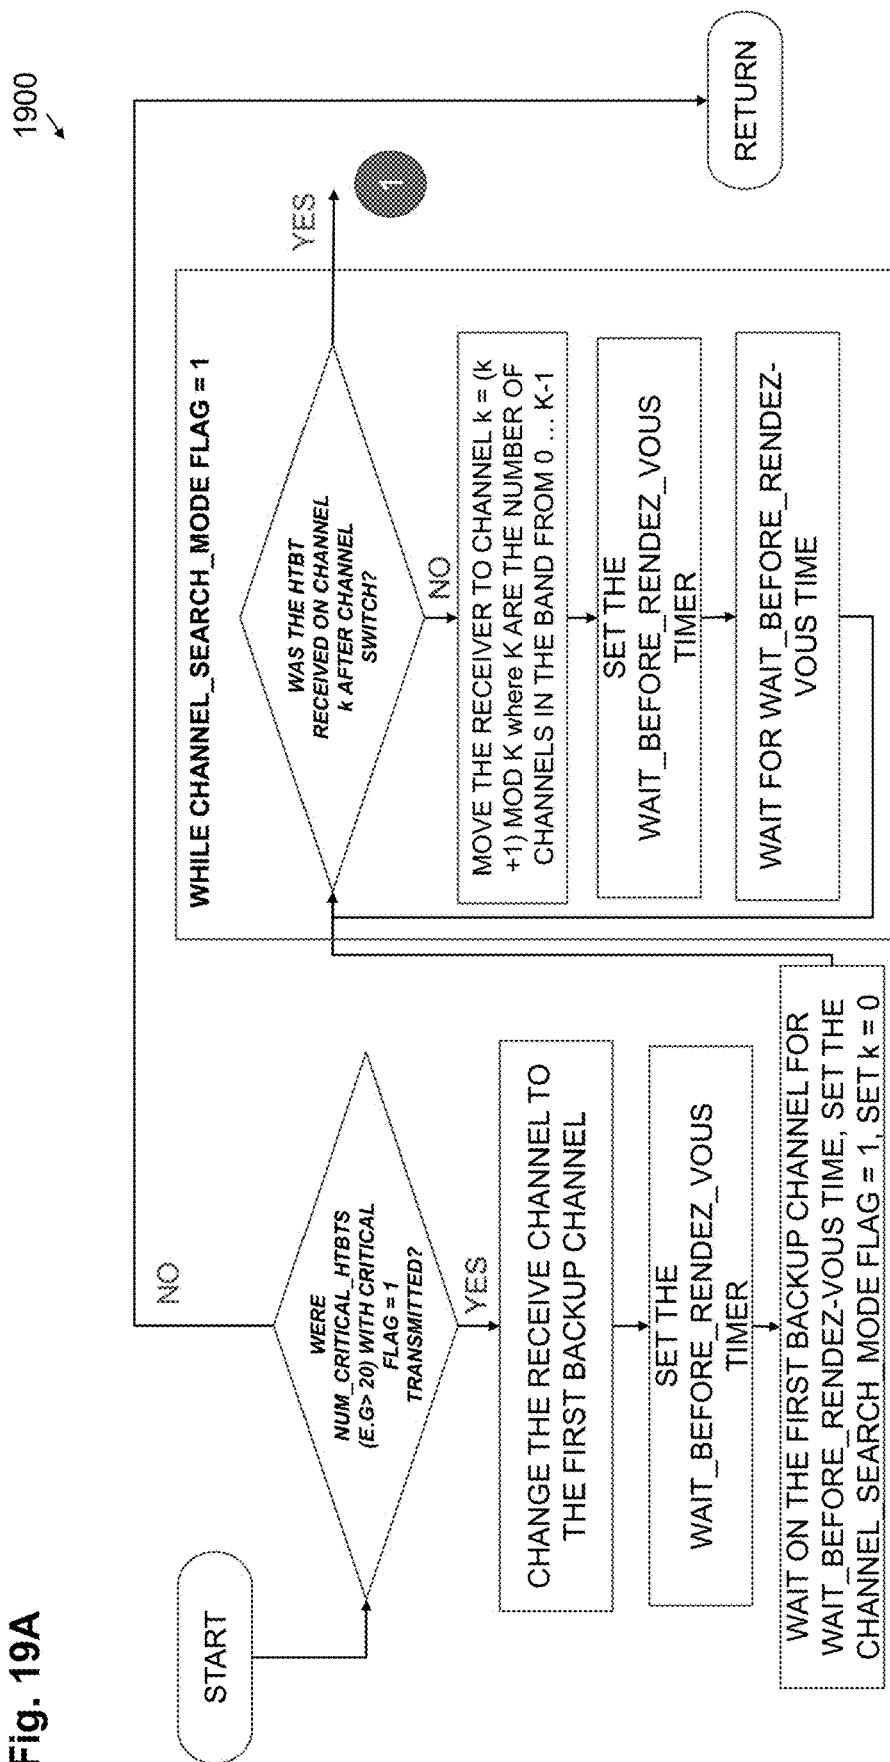 Fig. 19A
1900
START
WERE
NUM_CRITICAL_HTBTS
(E.G> 20) WITH CRITICAL
FLAG = 1
TRANSMITTED?
NO
YES
CHANGE THE RECEIVE CHANNEL TO
THE FIRST BACKUP CHANNEL
SET THE
WAIT_BEFORE_RENDEZ_VOUS
TIMER
WAIT ON THE FIRST BACKUP CHANNEL FOR
WAIT_BEFORE_RENDEZ-VOUS TIME, SET THE
CHANNEL_SEARCH_MODE FLAG = 1, SET k = 0
WHILE CHANNEL_SEARCH_MODE FLAG = 1
WAS THE HTBT
RECEIVED ON CHANNEL
k AFTER CHANNEL
SWITCH?
YES
1
NO
MOVE THE RECEIVER TO CHANNEL k = (k
+1) MOD K where K ARE THE NUMBER OF
CHANNELS IN THE BAND FROM 0 ... K-1
SET THE
WAIT_BEFORE_RENDEZ_VOUS
TIMER
WAIT FOR WAIT_BEFORE_RENDEZ-
VOUS TIME
RETURN